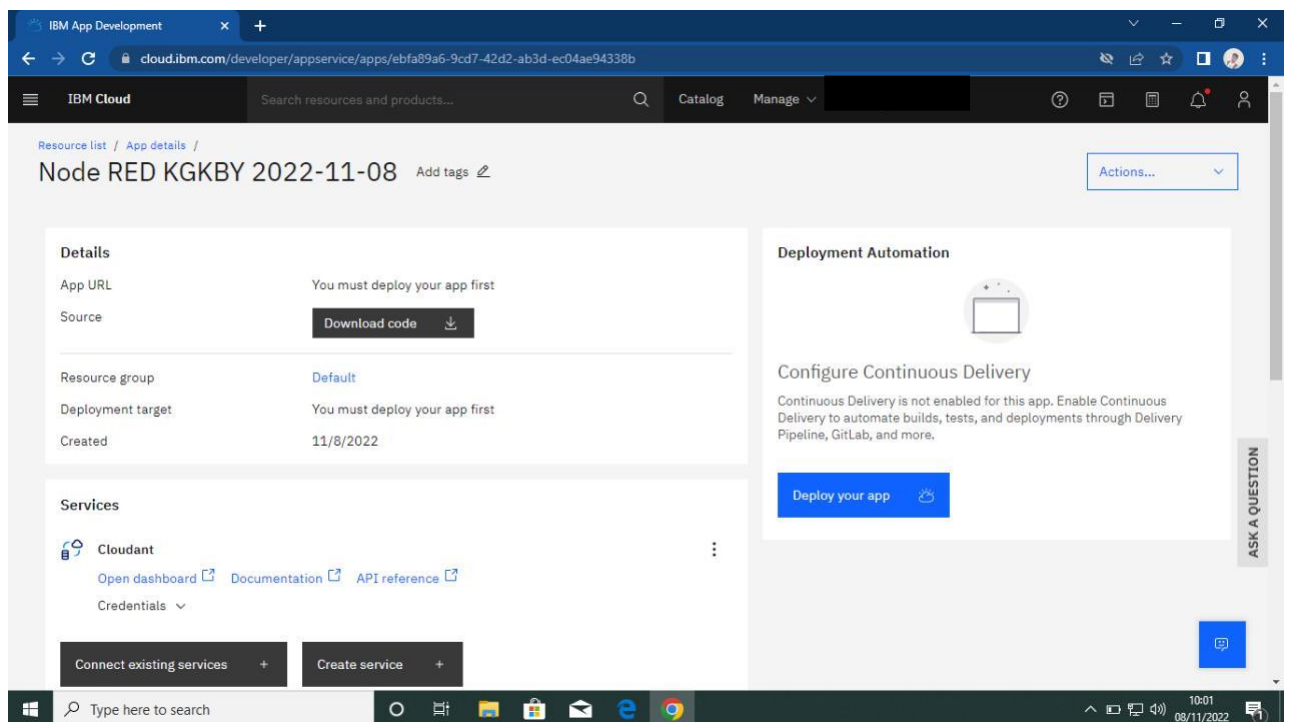 IBM App Development
cloud.ibm.com/developer/appservice/apps/ebfa89a6-9cd7-42d2-ab3d-ec04ae94338b
IBM Cloud
Search resources and products...
Catalog
Manage
Resource list / App details /
Node RED KGKBY 2022-11-08
Add tags
Actions...
Details
App URL
You must deploy your app first
Source
Download code
Resource group
Default
Deployment target
You must deploy your app first
Created
11/8/2022
Services
Cloudant
Open dashboard
Documentation
API reference
Credentials
Connect existing services +
Create service +
Deployment Automation
Configure Continuous Delivery
Continuous Delivery is not enabled for this app. Enable Continuous
Delivery to automate builds, tests, and deployments through Delivery
Pipeline, GitLab, and more.
Deploy your app
ASK A QUESTION
Type here to search
10:01
08/11/2022
1